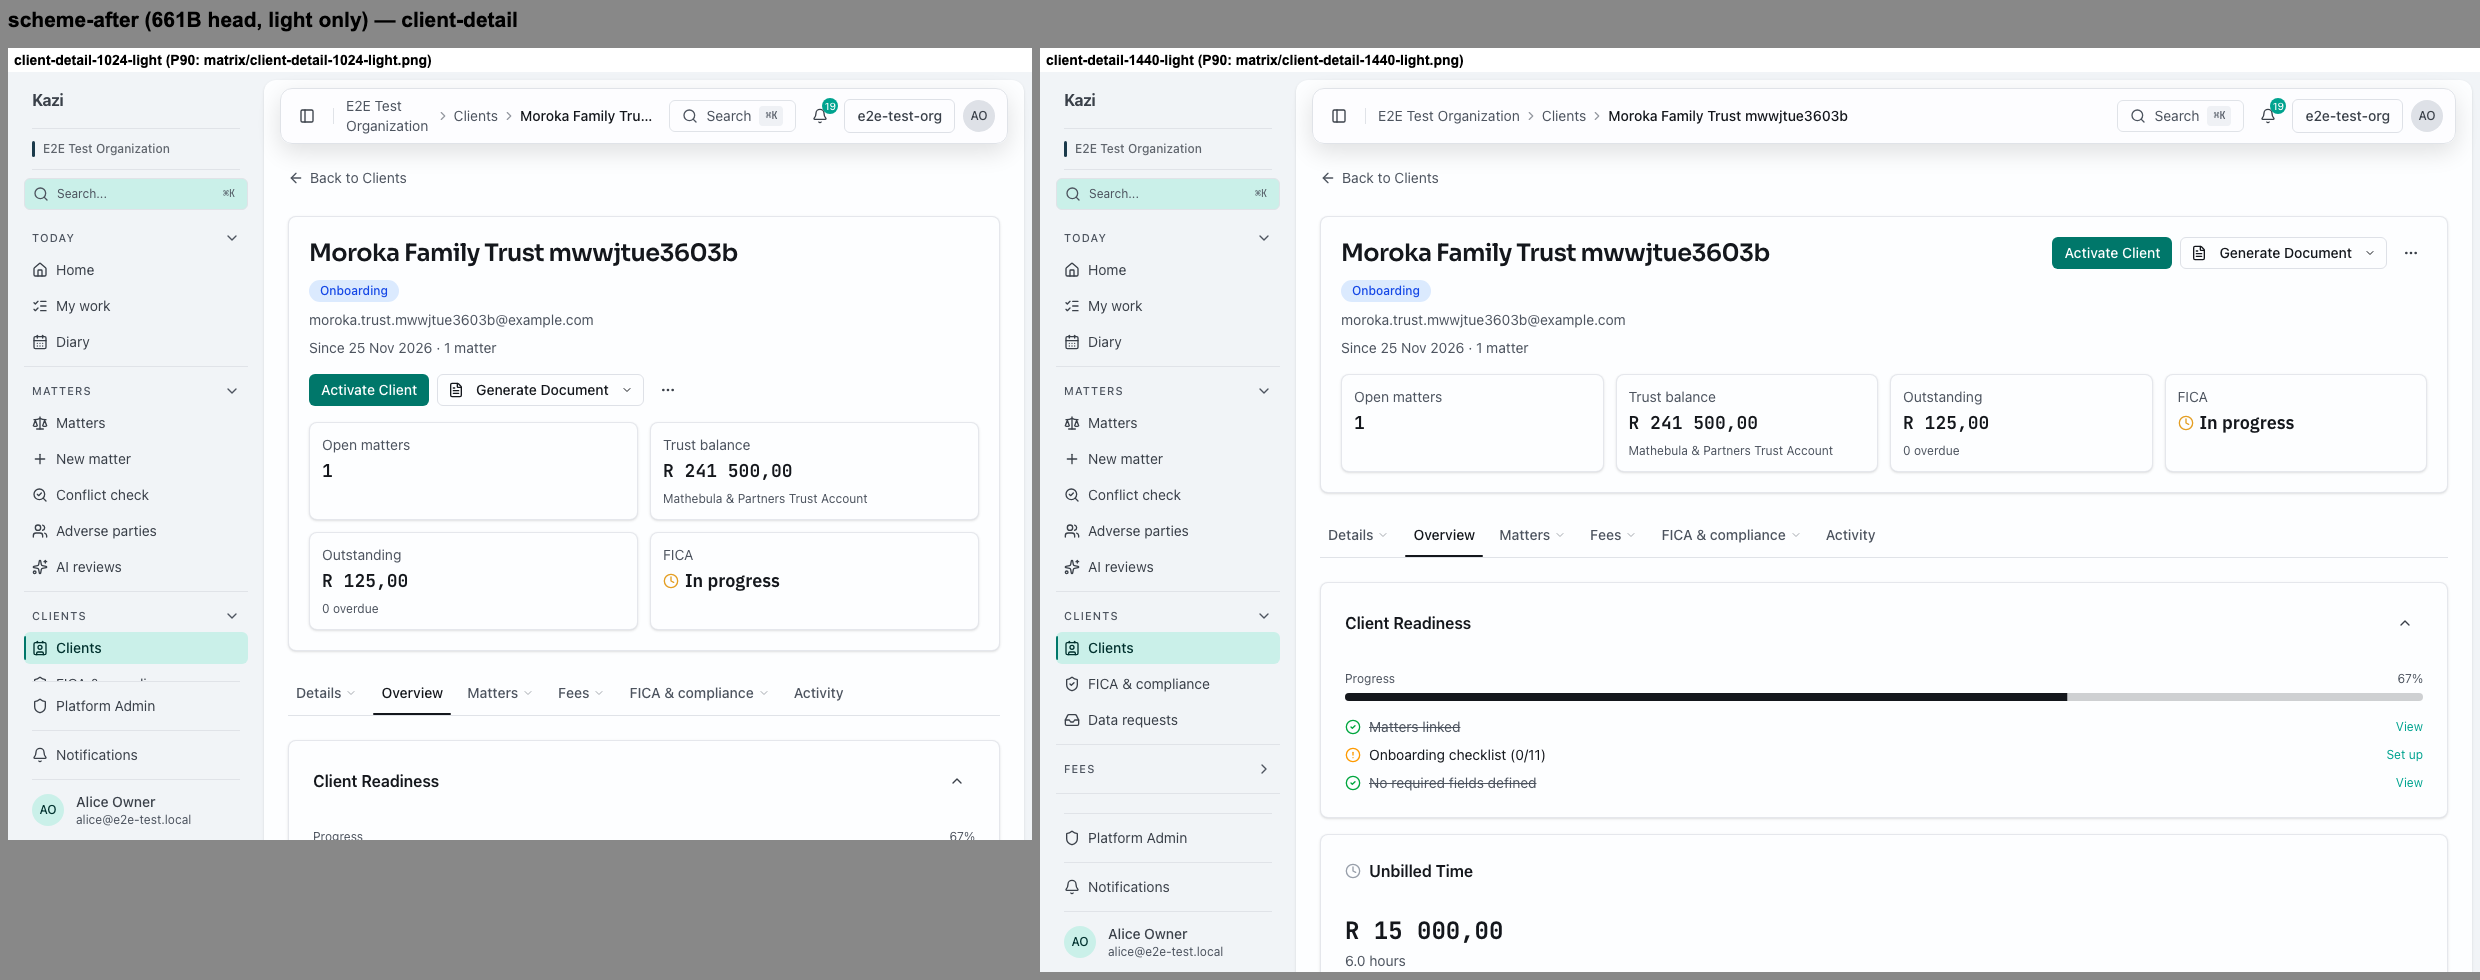 scheme-after (661B head, light only) — client-detail
client-detail-1024-light (P90: matrix/client-detail-1024-light.png)
Kazi
E2E Test Organization
Search... ⌘K
TODAY
Home
My work
Diary
MATTERS
Matters
New matter
Conflict check
Adverse parties
AI reviews
CLIENTS
Clients
Platform Admin
Notifications
AO
Alice Owner
alice@e2e-test.local
E2E Test
Organization
Clients
Moroka Family Tru...
Search ⌘K
19
e2e-test-org
AO
Back to Clients
Moroka Family Trust mwwjtue3603b
Onboarding
moroka.trust.mwwjtue3603b@example.com
Since 25 Nov 2026 · 1 matter
Activate Client
Generate Document
Open matters
1
Trust balance
R 241 500,00
Mathebula & Partners Trust Account
Outstanding
R 125,00
0 overdue
FICA
In progress
Details
Overview
Matters
Fees
FICA & compliance
Activity
Client Readiness
Progress
67%
client-detail-1440-light (P90: matrix/client-detail-1440-light.png)
Kazi
E2E Test Organization
Search... ⌘K
TODAY
Home
My work
Diary
MATTERS
Matters
New matter
Conflict check
Adverse parties
AI reviews
CLIENTS
Clients
FICA & compliance
Data requests
FEES
Platform Admin
Notifications
AO
Alice Owner
alice@e2e-test.local
E2E Test Organization
Clients
Moroka Family Trust mwwjtue3603b
Search ⌘K
19
e2e-test-org
AO
Back to Clients
Moroka Family Trust mwwjtue3603b
Activate Client
Generate Document
Onboarding
moroka.trust.mwwjtue3603b@example.com
Since 25 Nov 2026 · 1 matter
Open matters
1
Trust balance
R 241 500,00
Mathebula & Partners Trust Account
Outstanding
R 125,00
0 overdue
FICA
In progress
Details
Overview
Matters
Fees
FICA & compliance
Activity
Client Readiness
Progress
67%
Matters linked
View
Onboarding checklist (0/11)
Set up
No required fields defined
View
Unbilled Time
R 15 000,00
6.0 hours